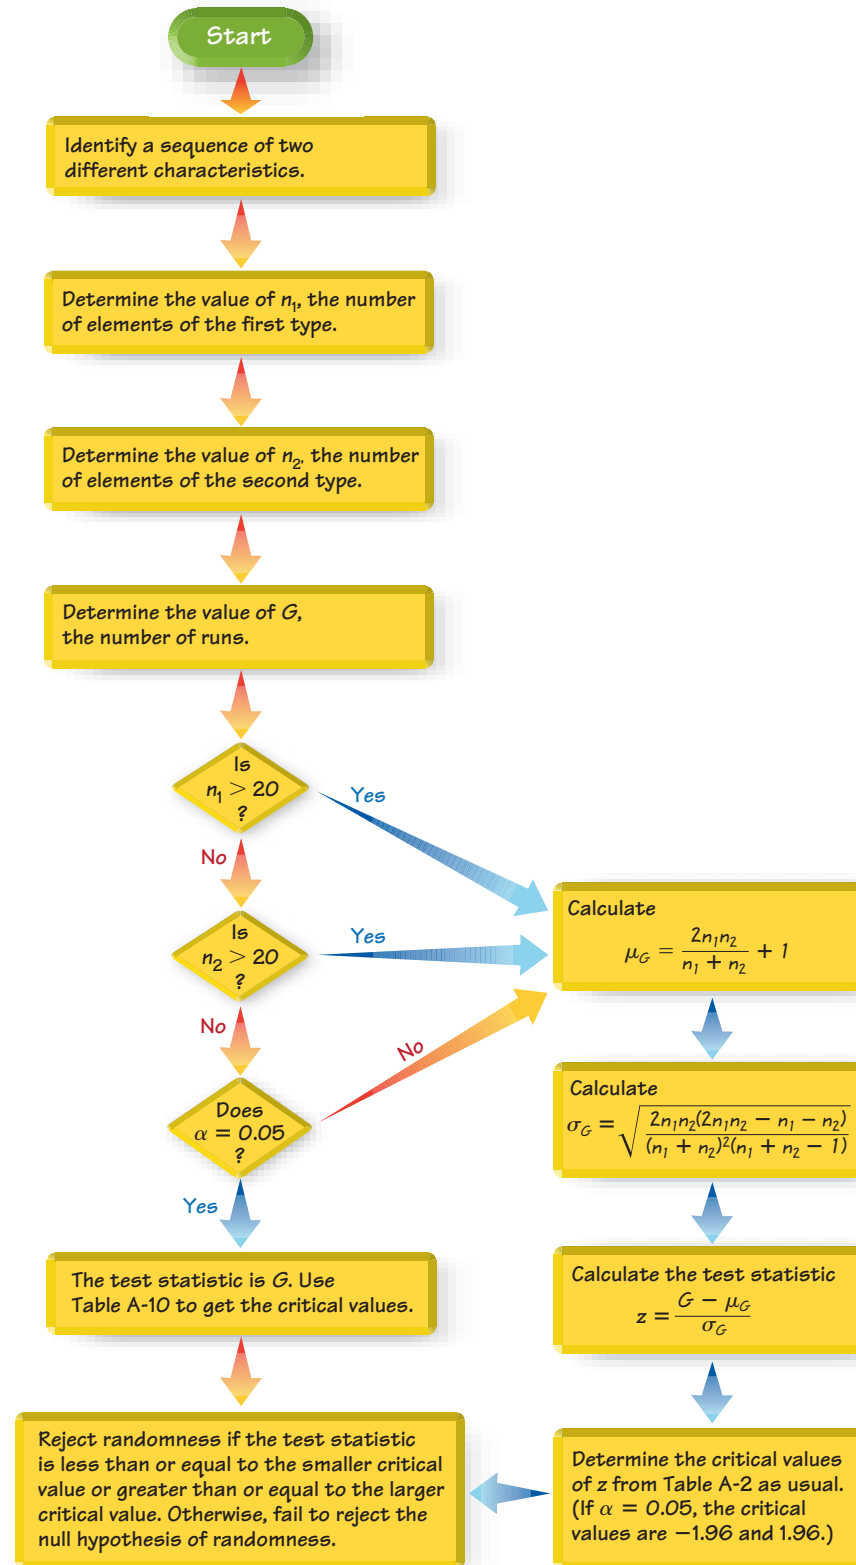 Start
Identify a sequence of two
different characteristics.
Determine the value of n₁, the number
of elements of the first type.
Determine the value of n₂, the number
of elements of the second type.
Determine the value of G,
the number of runs.
Is
n₁ > 20
?
Yes
No
Is
n₂ > 20
?
Yes
No
Does
α = 0.05
?
No
Yes
The test statistic is G. Use
Table A-10 to get the critical values.
Reject randomness if the test statistic
is less than or equal to the smaller critical
value or greater than or equal to the larger
critical value. Otherwise, fail to reject the
null hypothesis of randomness.
Calculate
μ_G = 2n₁n₂ / (n₁ + n₂) + 1
Calculate
σ_G = √((2n₁n₂)(2n₁n₂ − n₁ − n₂) / ((n₁ + n₂)²(n₁ + n₂ − 1)))
Calculate the test statistic
z = (G − μ_G) / σ_G
Determine the critical values
of z from Table A-2 as usual.
(If α = 0.05, the critical
values are −1.96 and 1.96.)